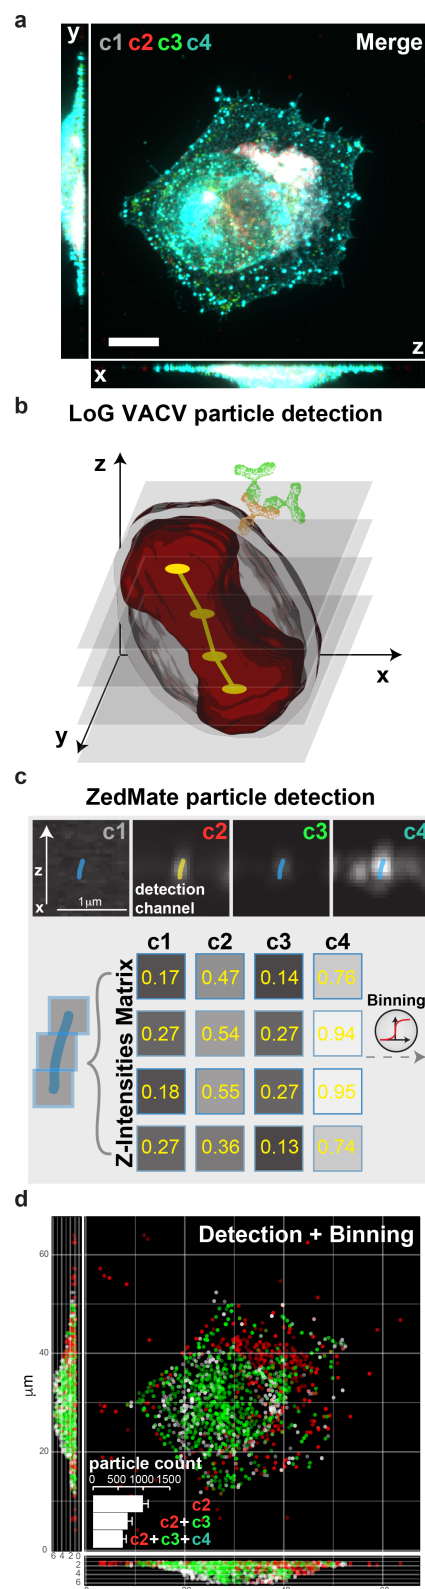 a
y
c1 c2 c3 c4
Merge
z
x
b
LoG VACV particle detection
z
x
y
c
ZedMate particle detection
c1
c2
c3
c4
z
x
1 µm
detection
channel
c1 c2 c3 c4
Z-Intensities Matrix
0.17 0.47 0.14 0.76
0.27 0.54 0.27 0.94
0.18 0.55 0.27 0.95
0.27 0.36 0.13 0.74
Binning
d
Detection + Binning
60
40
µm
20
0
particle count
0 500 1000 1500
c2
c2+c3
c2+c3+c4
6 4 2 0
0
2
4
6
0 20 40 60